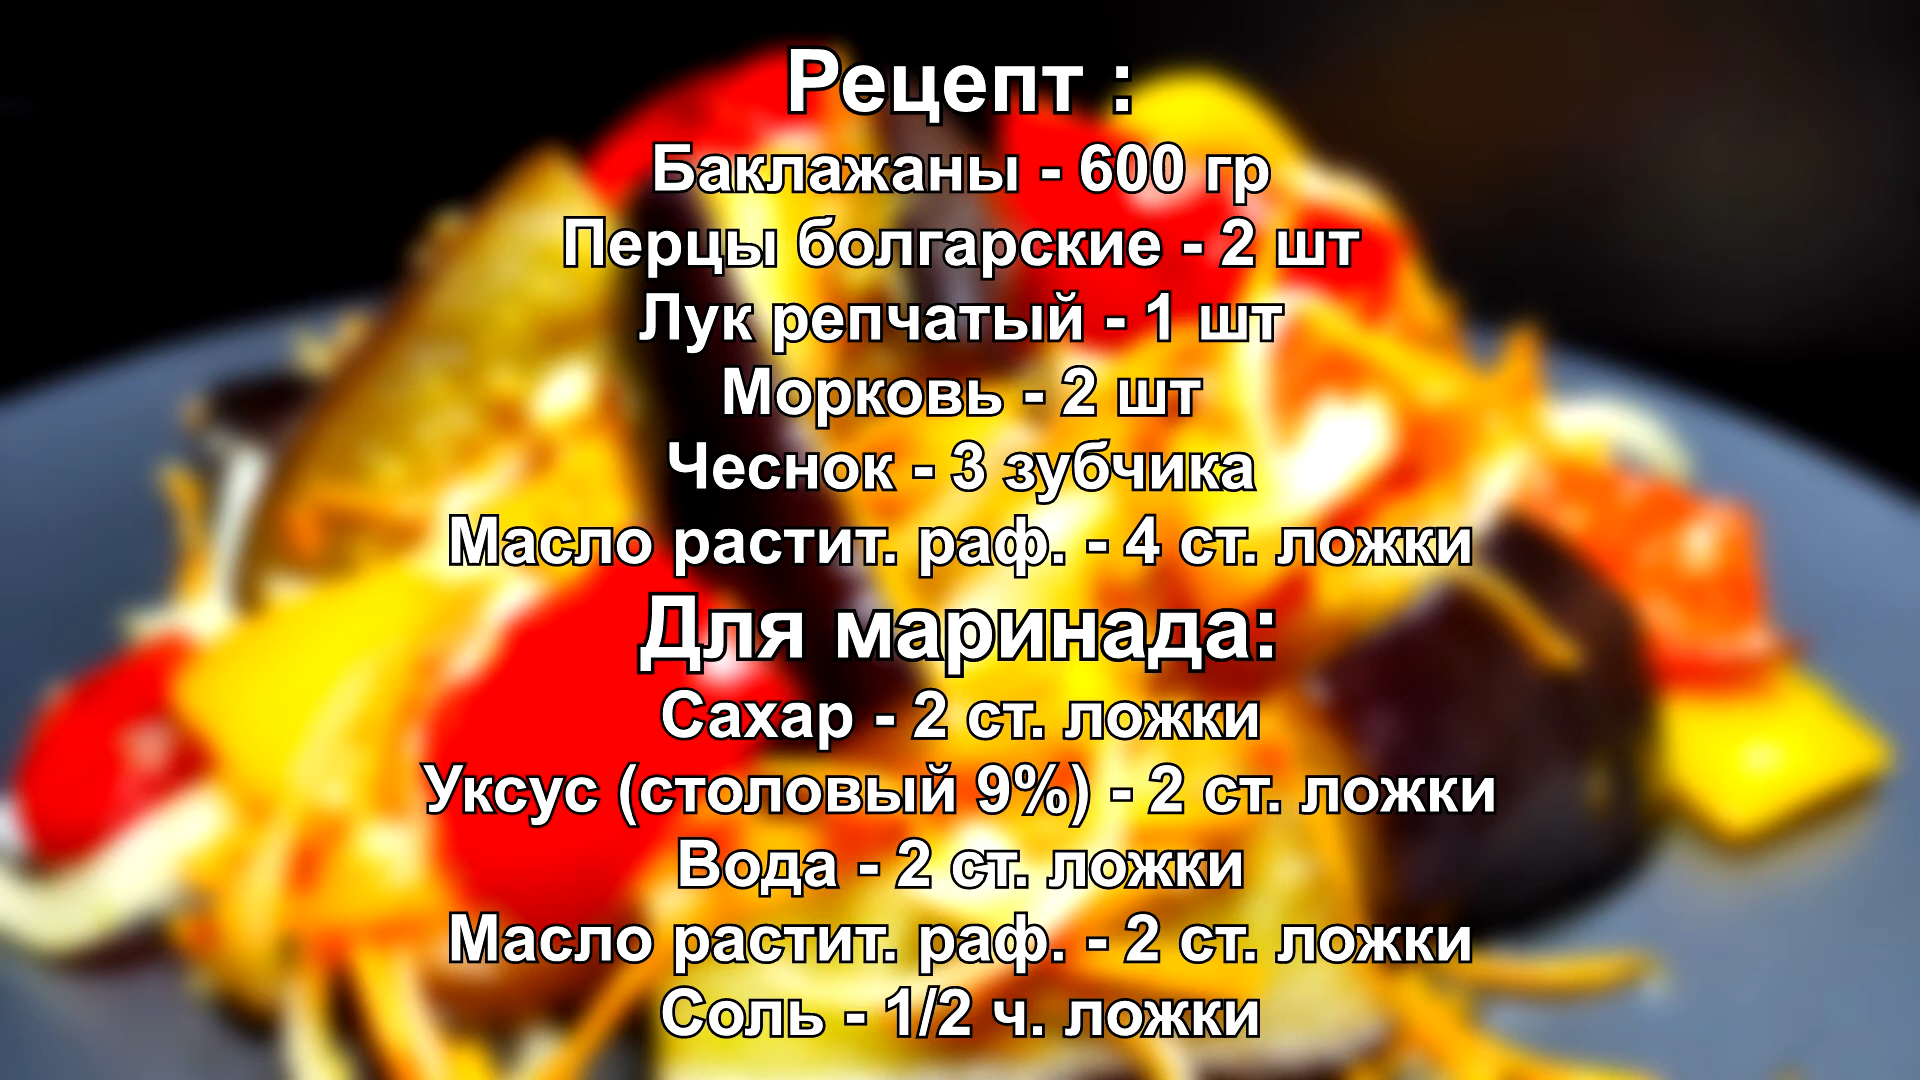 Рецепт :
Баклажаны - 600 гр
Перцы болгарские - 2 шт
Лук репчатый - 1 шт
Морковь - 2 шт
Чеснок - 3 зубчика
Масло растит. раф. - 4 ст. ложки
Для маринада:
Сахар - 2 ст. ложки
Уксус (столовый 9%) - 2 ст. ложки
Вода - 2 ст. ложки
Масло растит. раф. - 2 ст. ложки
Соль - 1/2 ч. ложки